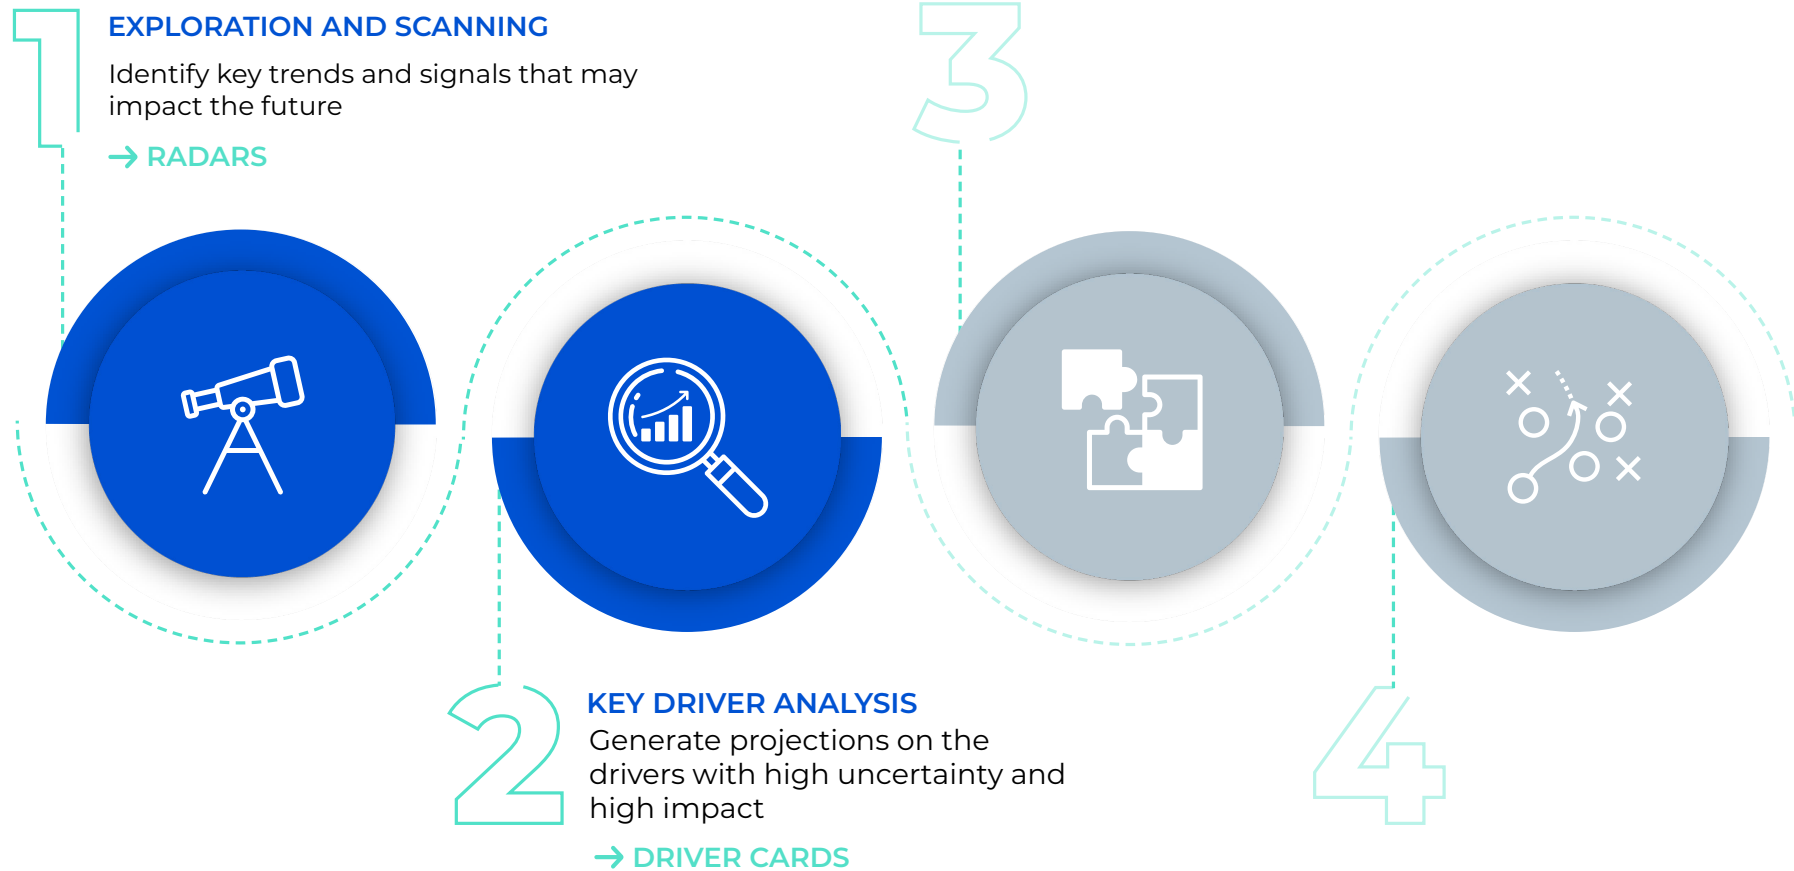 1
EXPLORATION AND SCANNING
Identify key trends and signals that may
impact the future
→ RADARS
3
2
KEY DRIVER ANALYSIS
Generate projections on the
drivers with high uncertainty and
high impact
→ DRIVER CARDS
4